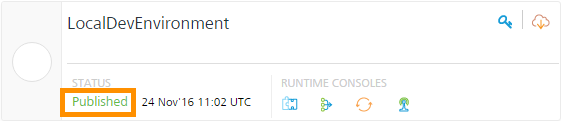 LocalDevEnvironment
STATUS
Published 24 Nov'16 11:02 UTC
RUNTIME CONSOLES